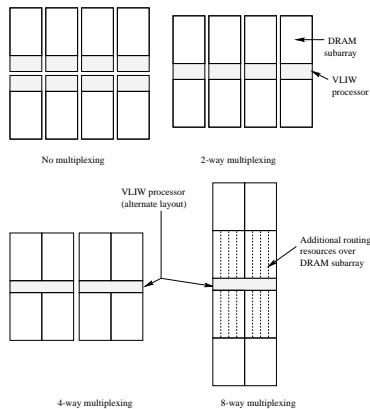 DRAM
subarray
VLIW
processor
No multiplexing
2-way multiplexing
VLIW processor
(alternate layout)
Additional routing
resources over
DRAM subarray
4-way multiplexing
8-way multiplexing